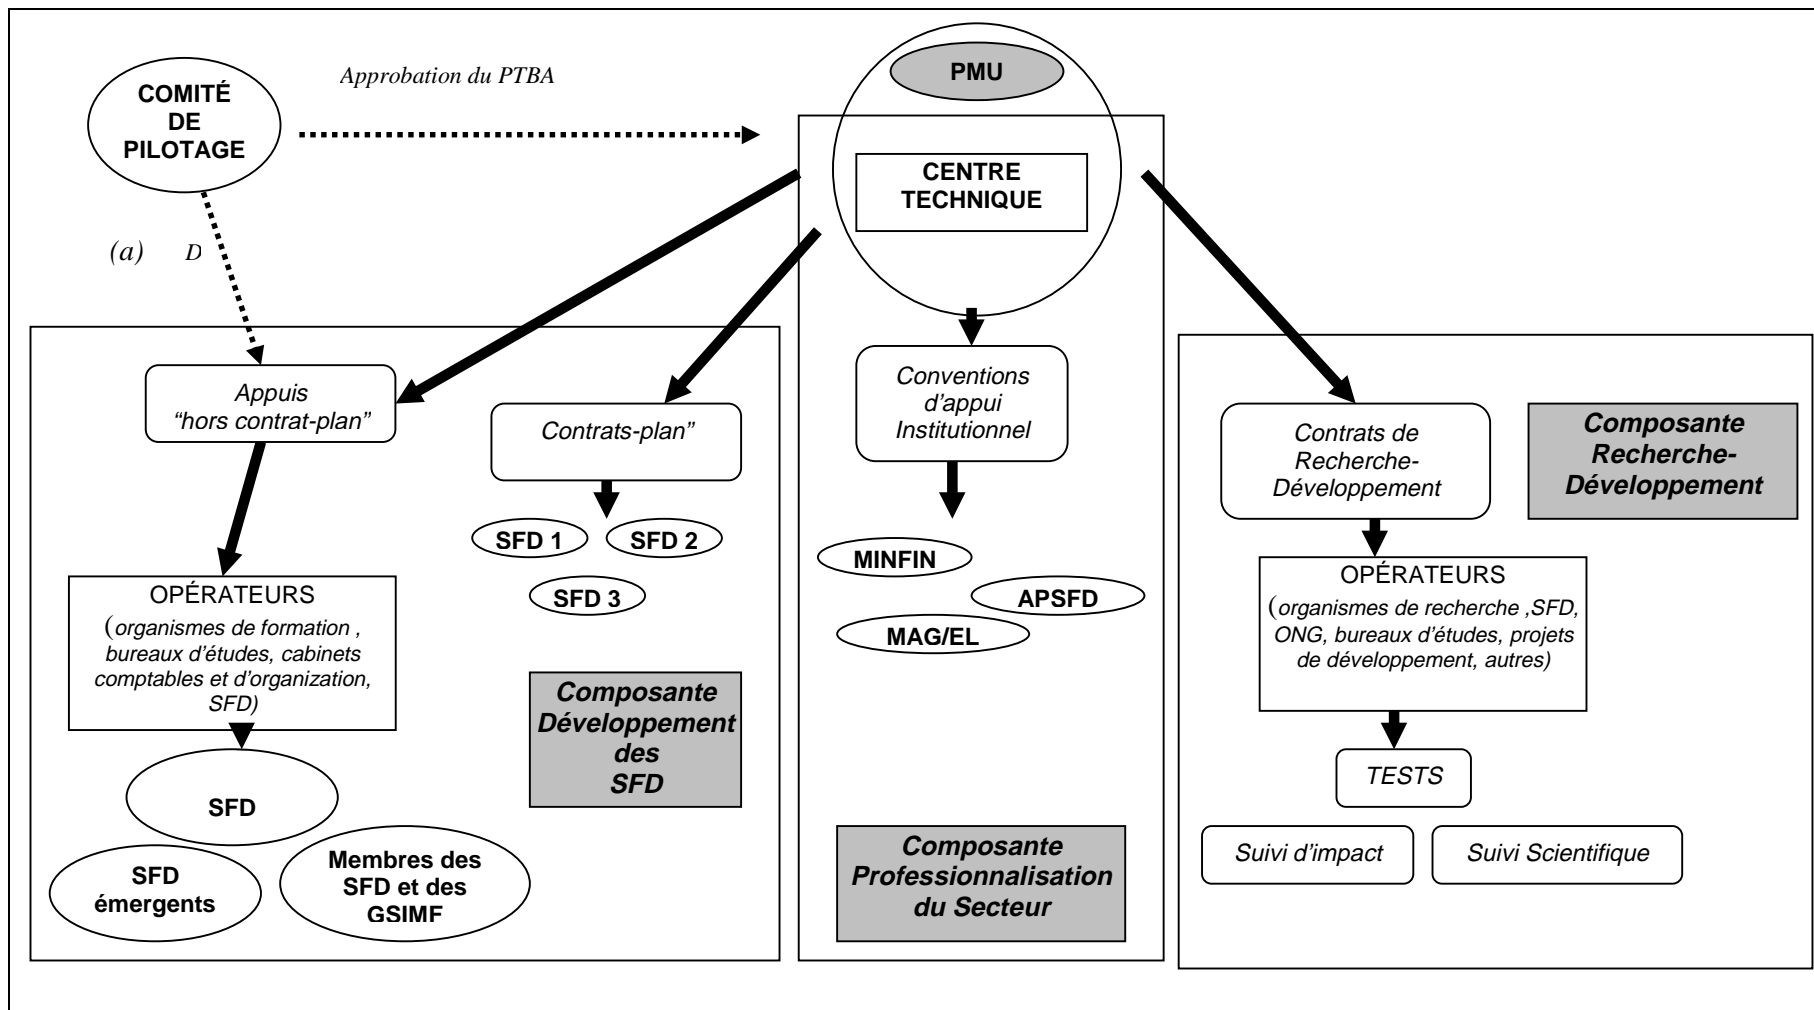 COMITÉ
DE
PILOTAGE
Approbation du PTBA
PMU
CENTRE
TECHNIQUE
(a) D
Appuis
“hors contrat-plan”
Contrats-plan”
Conventions
d’appui
Institutionnel
Contrats de
Recherche-
Développement
Composante
Recherche-
Développement
SFD 1
SFD 2
SFD 3
MINFIN
APSFD
MAG/EL
OPÉRATEURS
(organismes de formation ,
bureaux d’études, cabinets
comptables et d’organization,
SFD)
OPÉRATEURS
(organismes de recherche ,SFD,
ONG, bureaux d’études, projets
de développement, autres)
Composante
Développement
des
SFD
TESTS
SFD
SFD
émergents
Membres des
SFD et des
GSIMF
Composante
Professionnalisation
du Secteur
Suivi d’impact
Suivi Scientifique